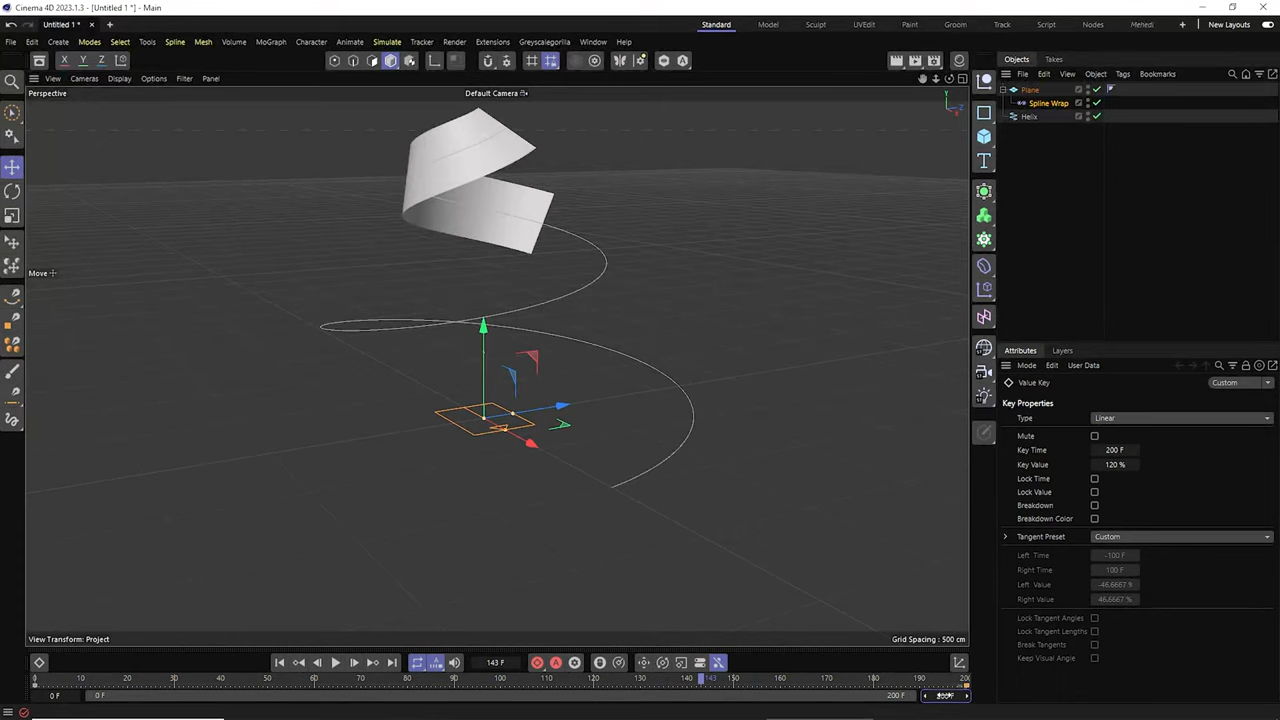 Cinema 4D 2023.1.3 - [Untitled 1 *] - Main
Untitled 1 *
Standard Model Sculpt UVEdit Paint Groom Track Script Nodes Mehedi New Layouts
File Edit Create Modes Select Tools Spline Mesh Volume MoGraph Character Animate Simulate Tracker Render Extensions Greyscalegorilla Window Help
X Y Z
View Cameras Display Options Filter Panel
Perspective
Default Camera
Y
Z
Move
View Transform: Project
Grid Spacing : 500 cm
Objects Takes
File Edit View Object Tags Bookmarks
Plane
Spline Wrap
Helix
Attributes Layers
Mode Edit User Data
Value Key
Custom
Key Properties
Type Linear
Mute
Key Time 200 F
Key Value 120 %
Lock Time
Lock Value
Breakdown
Breakdown Color
Tangent Preset Custom
Left Time -100 F
Right Time 100 F
Left Value -46.6667 %
Right Value 46.6667 %
Lock Tangent Angles
Lock Tangent Lengths
Break Tangents
Keep Visual Angle
143 F
0 10 20 30 40 50 60 70 80 90 100 110 120 130 140 143 150 160 170 180 190 200
0 F 0 F 200 F